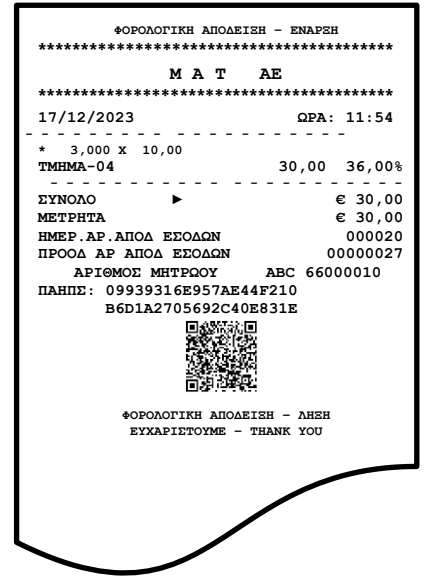 ΦΟΡΟΛΟΓΙΚΗ ΑΠΟΔΕΙΞΗ – ΕΝΑΡΞΗ
*****************************************
Μ Α Τ    ΑΕ
*****************************************
17/12/2023 ΩΡΑ: 11:54
- - - - - - - - - - - - - - - - - - - - -
* 3,000 X 10,00
ΤΜΗΜΑ-04 30,00 36,00%
- - - - - - - - - - - - - - - - - - - - -
ΣΥΝΟΛΟ ► € 30,00
ΜΕΤΡΗΤΑ € 30,00
ΗΜΕΡ.ΑΡ.ΑΠΟΔ ΕΣΟΔΩΝ 000020
ΠΡΟΟΔ ΑΡ ΑΠΟΔ ΕΣΟΔΩΝ 00000027
ΑΡΙΘΜΟΣ ΜΗΤΡΩΟΥ ABC 66000010
ΠΑΗΠΣ: 09939316E957AE44F210
B6D1A2705692C40E831E
ΦΟΡΟΛΟΓΙΚΗ ΑΠΟΔΕΙΞΗ – ΛΗΞΗ
ΕΥΧΑΡΙΣΤΟΥΜΕ – THANK YOU